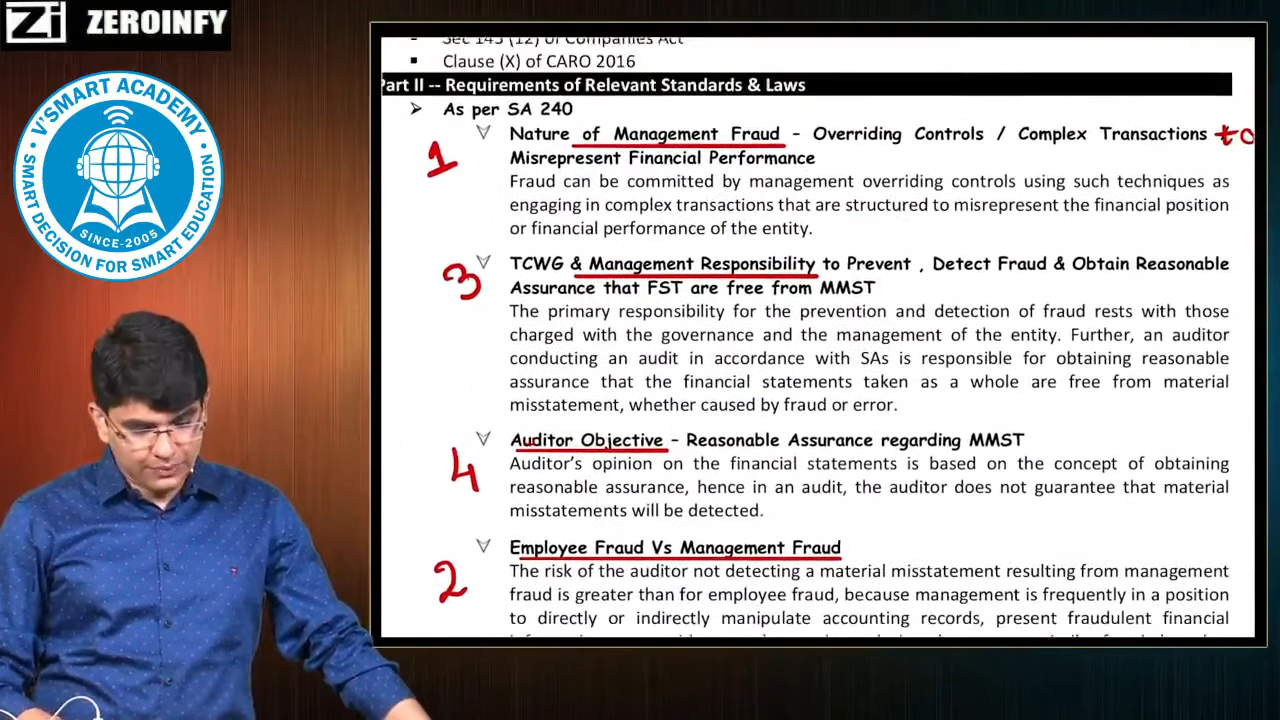 Zi ZEROINFY
V'SMART ACADEMY
SINCE-2005
SMART DECISION FOR SMART EDUCATION
Sec 143 (12) of Companies Act
Clause (X) of CARO 2016
Part II -- Requirements of Relevant Standards & Laws
As per SA 240
1
Nature of Management Fraud – Overriding Controls / Complex Transactions to
Misrepresent Financial Performance
Fraud can be committed by management overriding controls using such techniques as
engaging in complex transactions that are structured to misrepresent the financial position
or financial performance of the entity.
3
TCWG & Management Responsibility to Prevent , Detect Fraud & Obtain Reasonable
Assurance that FST are free from MMST
The primary responsibility for the prevention and detection of fraud rests with those
charged with the governance and the management of the entity. Further, an auditor
conducting an audit in accordance with SAs is responsible for obtaining reasonable
assurance that the financial statements taken as a whole are free from material
misstatement, whether caused by fraud or error.
4
Auditor Objective – Reasonable Assurance regarding MMST
Auditor's opinion on the financial statements is based on the concept of obtaining
reasonable assurance, hence in an audit, the auditor does not guarantee that material
misstatements will be detected.
2
Employee Fraud Vs Management Fraud
The risk of the auditor not detecting a material misstatement resulting from management
fraud is greater than for employee fraud, because management is frequently in a position
to directly or indirectly manipulate accounting records, present fraudulent financial